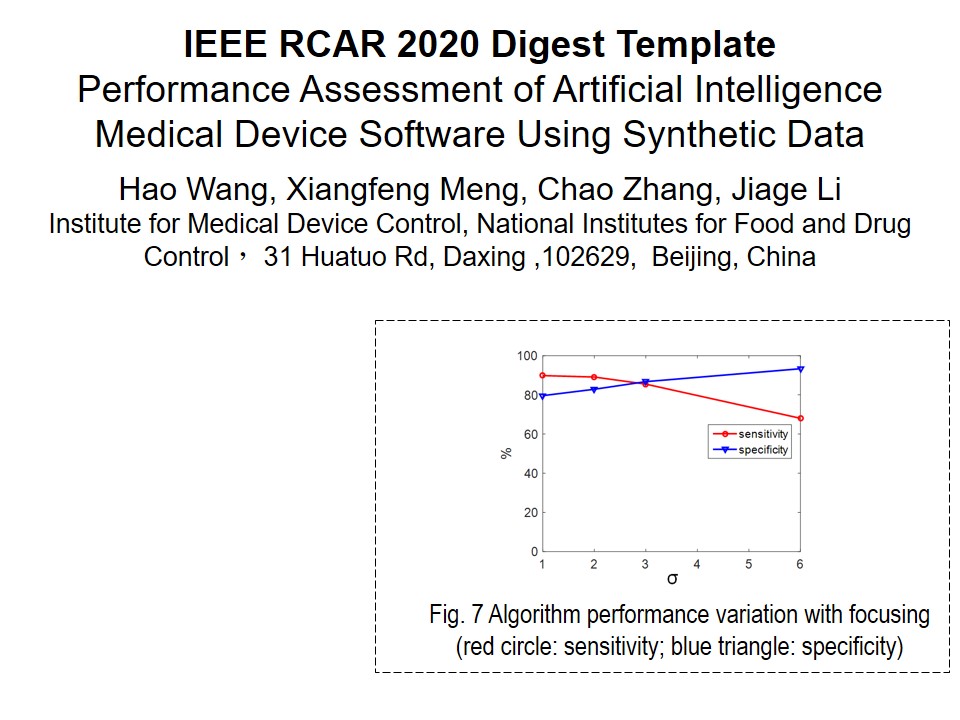 IEEE RCAR 2020 Digest Template
Performance Assessment of Artificial Intelligence
Medical Device Software Using Synthetic Data
Hao Wang, Xiangfeng Meng, Chao Zhang, Jiage Li
Institute for Medical Device Control, National Institutes for Food and Drug
Control， 31 Huatuo Rd, Daxing ,102629, Beijing, China
100
80
60
40
20
0
%
sensitivity
specificity
1 2 3 4 5 6
σ
Fig. 7 Algorithm performance variation with focusing
(red circle: sensitivity; blue triangle: specificity)